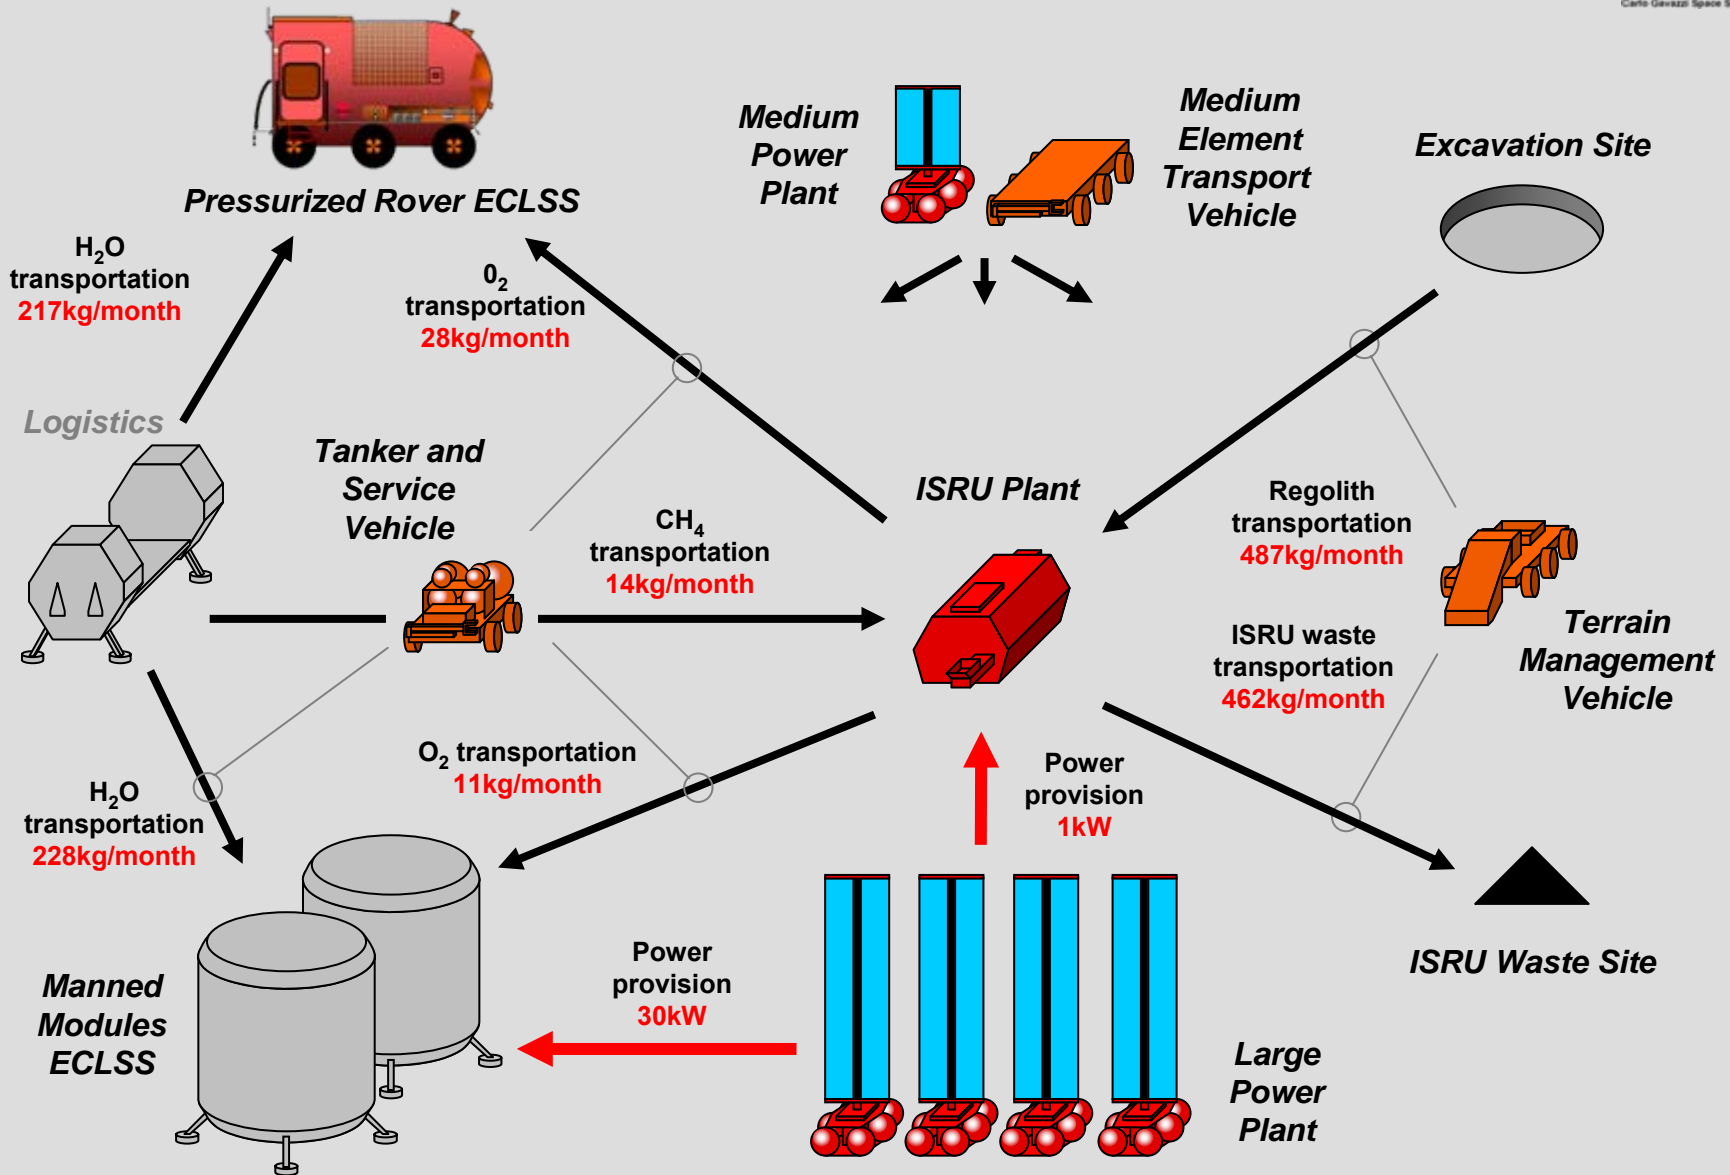 Carlo Gavazzi Space S
Medium
Power
Plant
Medium
Element
Transport
Vehicle
Excavation Site
Pressurized Rover ECLSS
H₂O
transportation
217kg/month
0₂
transportation
28kg/month
Logistics
Tanker and
Service
Vehicle
CH₄
transportation
14kg/month
ISRU Plant
Regolith
transportation
487kg/month
ISRU waste
transportation
462kg/month
Terrain
Management
Vehicle
O₂ transportation
11kg/month
Power
provision
1kW
H₂O
transportation
228kg/month
Manned
Modules
ECLSS
Power
provision
30kW
ISRU Waste Site
Large
Power
Plant